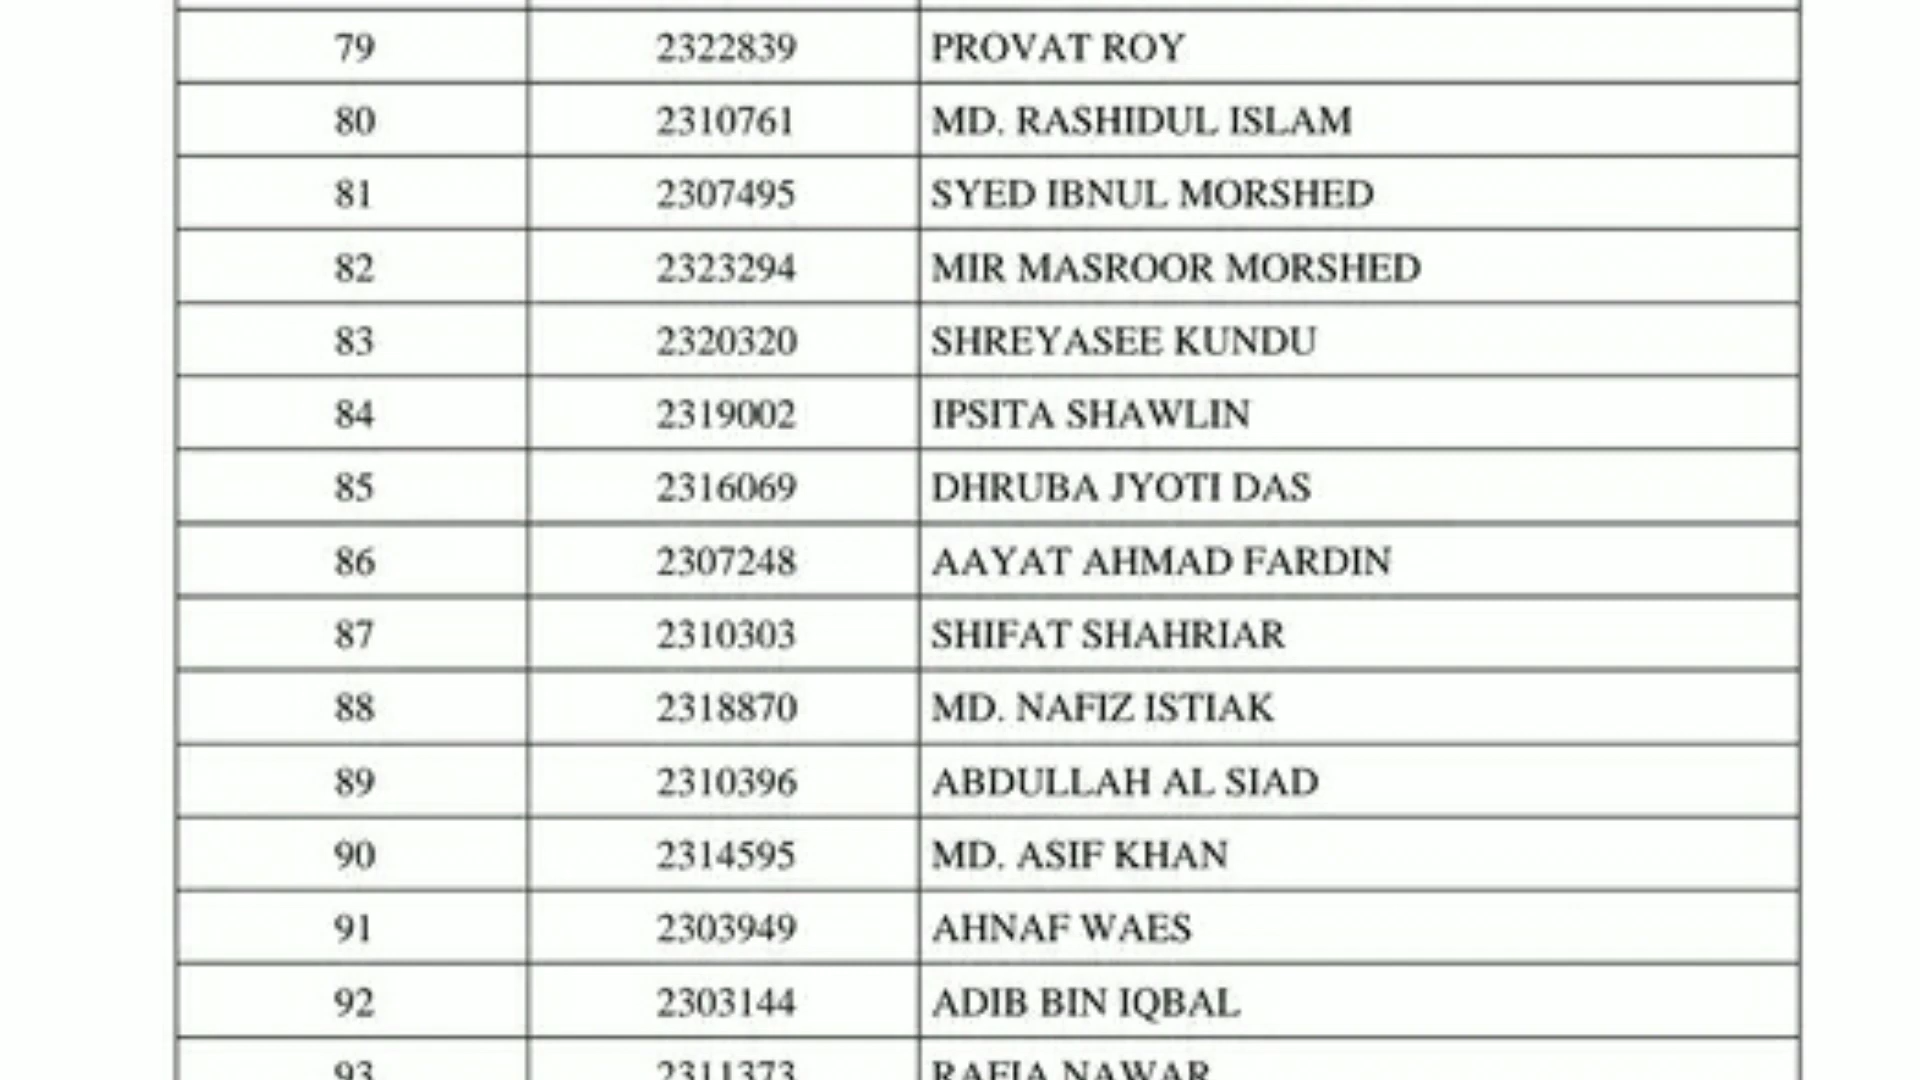 79 2322839 PROVAT ROY
80 2310761 MD. RASHIDUL ISLAM
81 2307495 SYED IBNUL MORSHED
82 2323294 MIR MASROOR MORSHED
83 2320320 SHREYASEE KUNDU
84 2319002 IPSITA SHAWLIN
85 2316069 DHRUBA JYOTI DAS
86 2307248 AAYAT AHMAD FARDIN
87 2310303 SHIFAT SHAHRIAR
88 2318870 MD. NAFIZ ISTIAK
89 2310396 ABDULLAH AL SIAD
90 2314595 MD. ASIF KHAN
91 2303949 AHNAF WAES
92 2303144 ADIB BIN IQBAL
93 2311373 RAFIA NAWAR